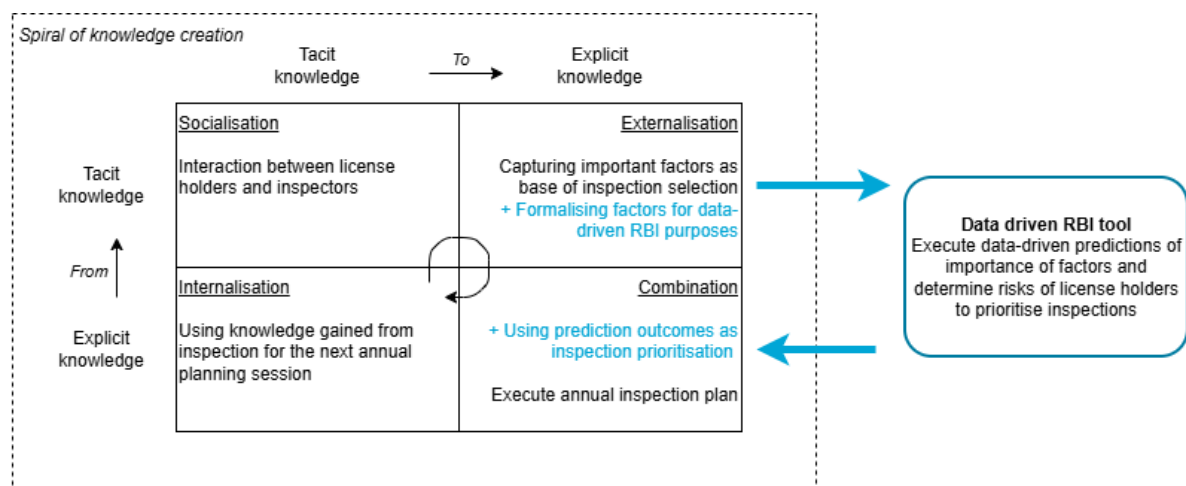 Spiral of knowledge creation
Tacit
knowledge
To
Explicit
knowledge
Socialisation
Interaction between license
holders and inspectors
Externalisation
Capturing important factors as
base of inspection selection
+ Formalising factors for data-
driven RBI purposes
Tacit
knowledge
From
Explicit
knowledge
Internalisation
Using knowledge gained from
inspection for the next annual
planning session
Combination
+ Using prediction outcomes as
inspection prioritisation
Execute annual inspection plan
Data driven RBI tool
Execute data-driven predictions of
importance of factors and
determine risks of license holders
to prioritise inspections